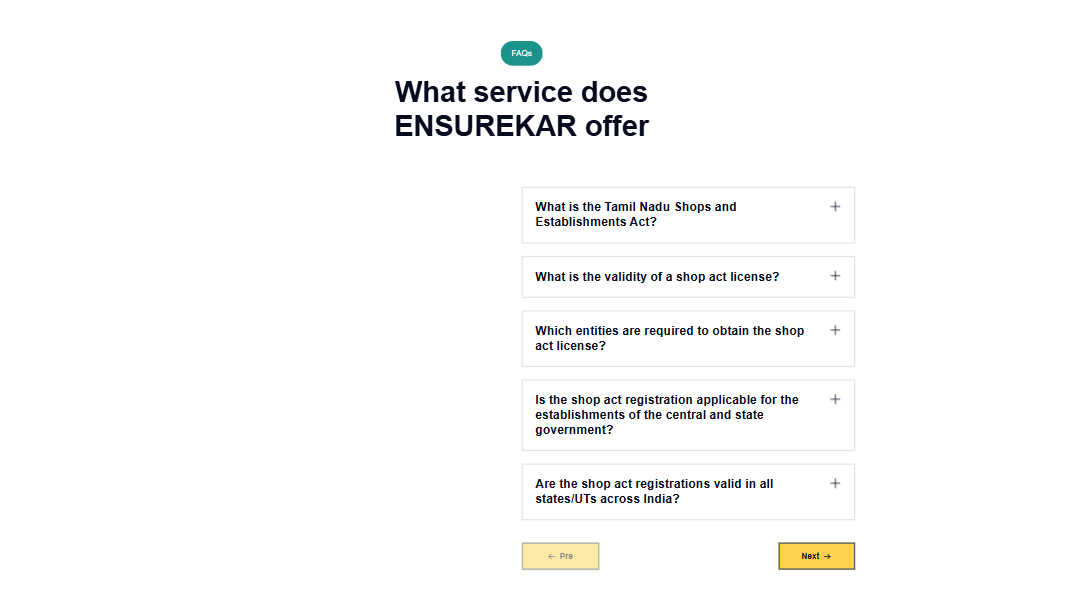 FAQs
What service does
ENSUREKAR offer
What is the Tamil Nadu Shops and
Establishments Act?
What is the validity of a shop act license?
Which entities are required to obtain the shop
act license?
Is the shop act registration applicable for the
establishments of the central and state
government?
Are the shop act registrations valid in all
states/UTs across India?
← Pre
Next →